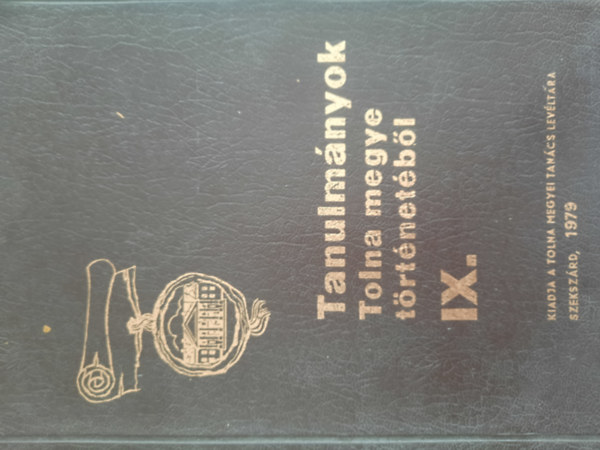 Tanulmányok
Tolna megye
történetéből
IX.
KIADJA A TOLNA MEGYEI TANÁCS LEVÉLTÁRA
SZEKSZÁRD, 1979